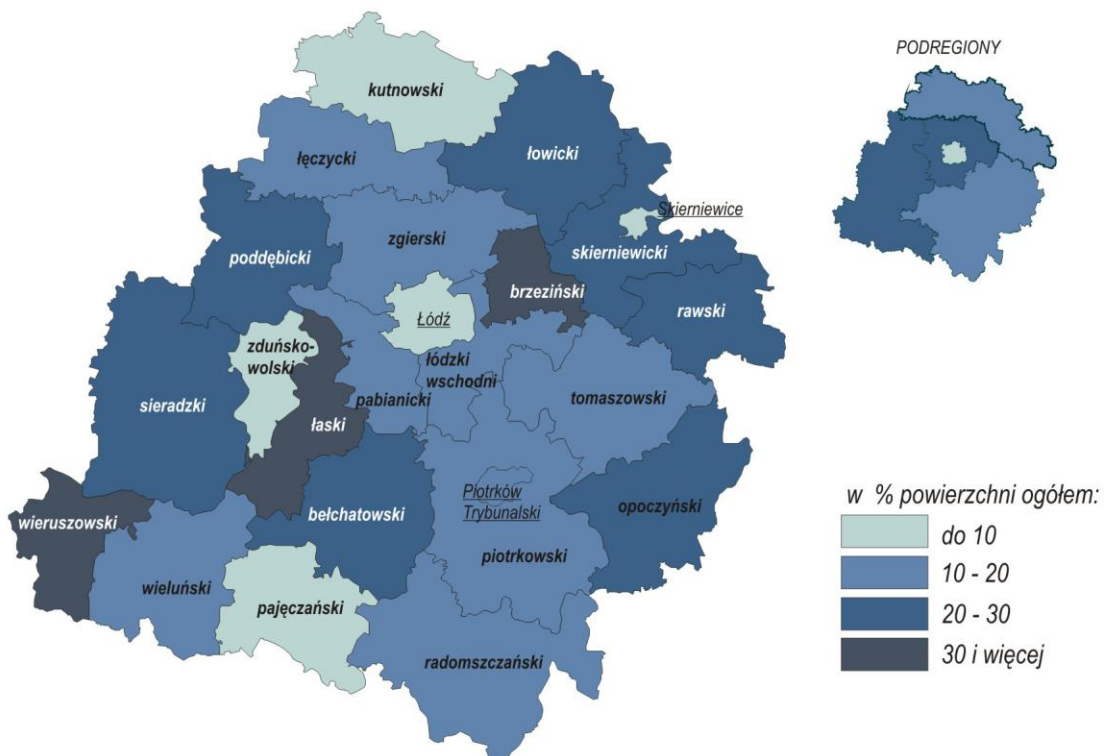 PODREGIONY
kutnowski
łęczycki
łowicki
Skierniewice
zgierski
poddębicki
skierniewicki
brzeziński
rawski
Łódź
zduńsko-
wolski
łódzki
wschodni
sieradzki
pabianicki
tomaszowski
łaski
Piotrków
Trybunalski
opoczyński
wieruszowski
bełchatowski
piotrkowski
wieluński
pajęczański
radomszczański
w % powierzchni ogółem:
do 10
10 - 20
20 - 30
30 i więcej